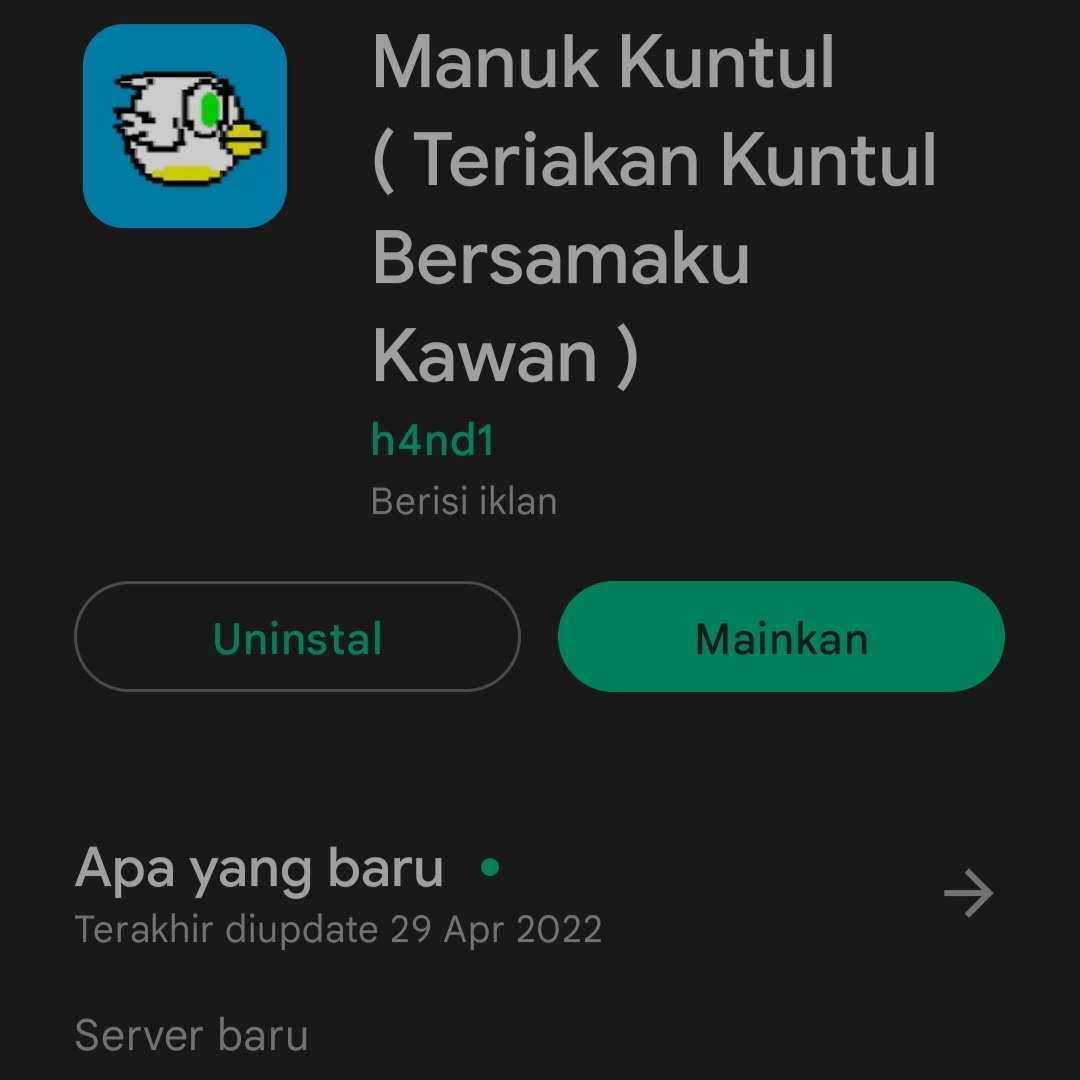 Manuk Kuntul
( Teriakan Kuntul
Bersamaku
Kawan )
h4nd1
Berisi iklan
Uninstal
Mainkan
Apa yang baru
Terakhir diupdate 29 Apr 2022
Server baru